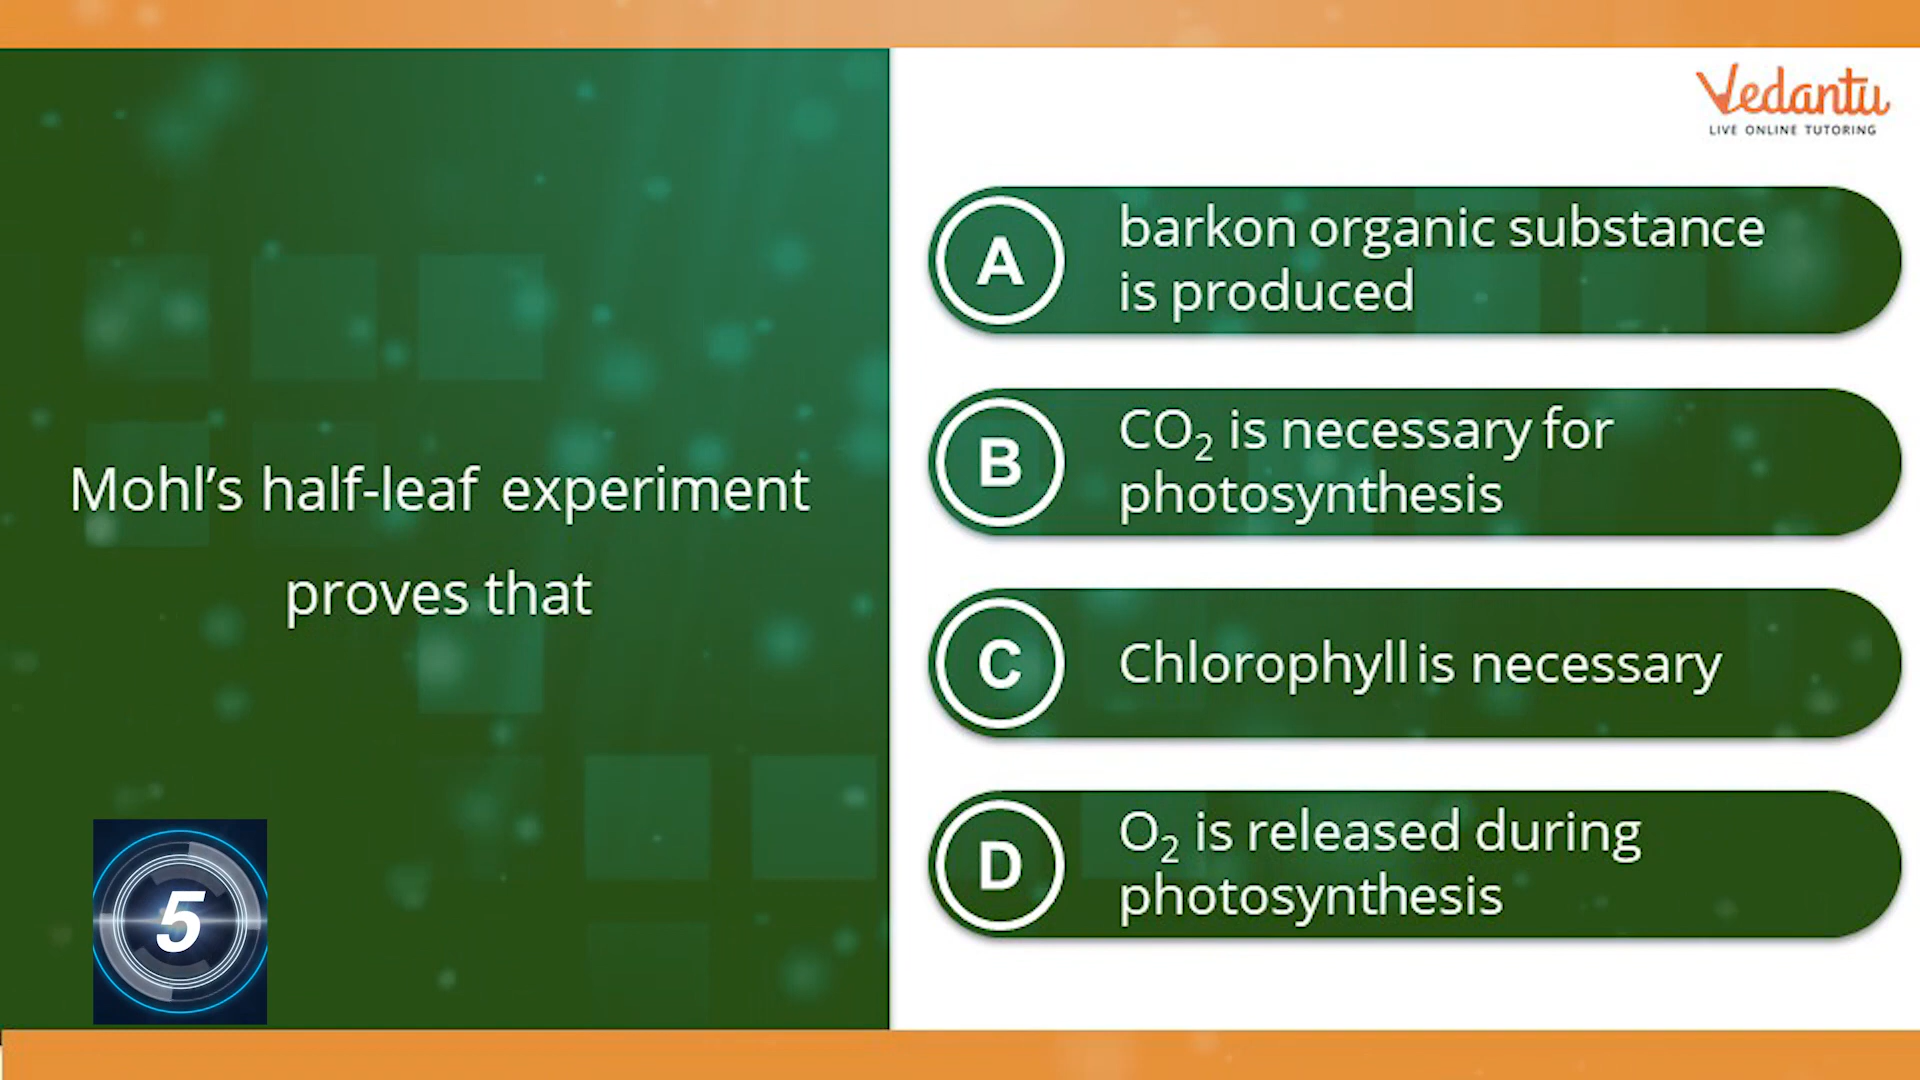 Vedantu
LIVE ONLINE TUTORING
Mohl’s half-leaf experiment
proves that
A
barkon organic substance
is produced
B
CO₂ is necessary for
photosynthesis
C
Chlorophyll is necessary
D
O₂ is released during
photosynthesis
5